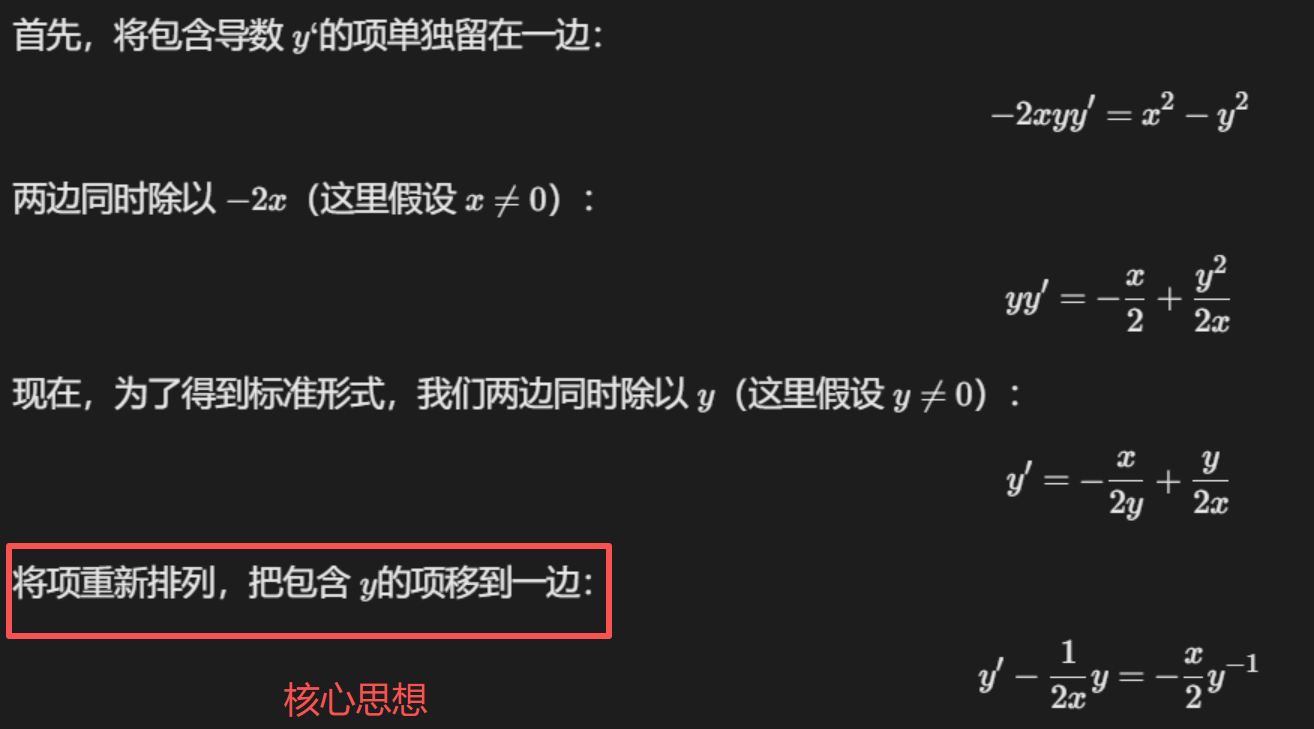 首先，将包含导数 y‘的项单独留在一边：
−2xyy′ = x² − y²
两边同时除以 −2x（这里假设 x ≠ 0）：
yy′ = −x/2 + y²/2x
现在，为了得到标准形式，我们两边同时除以 y（这里假设 y ≠ 0）：
y′ = −x/2y + y/2x
将项重新排列，把包含 y的项移到一边：
y′ − 1/2x y = −x/2 y⁻¹
核心思想